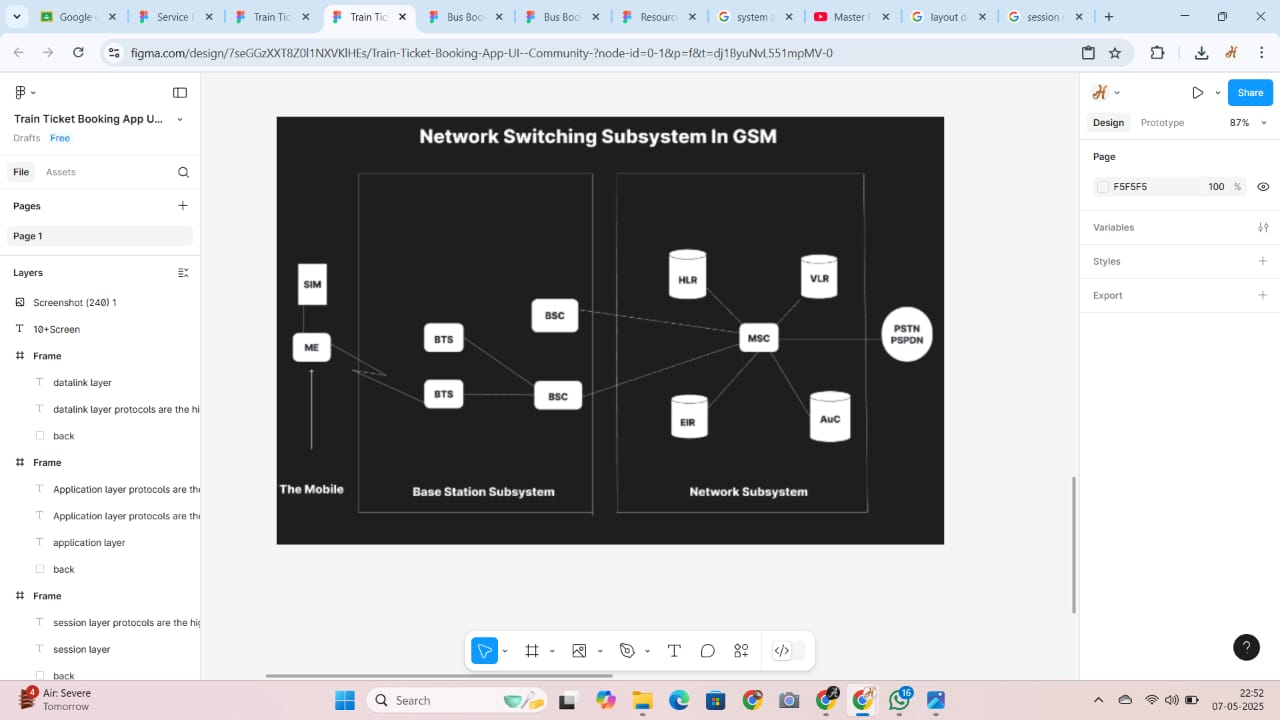 Google
Service
Train Tic
Train Tic
Bus Boo
Bus Boo
Resourc
system a
Master F
layout d
session
figma.com/design/7seGGzXXT8Z0l1NXVKlHEs/Train-Ticket-Booking-App-UI--Community-?node-id=0-1&p=f&t=dj1ByuNvL551mpMV-0
Train Ticket Booking App U...
Drafts Free
File Assets
Pages
Page 1
Layers
Screenshot (240) 1
10+Screen
Frame
datalink layer
datalink layer protocols are the hi
back
Frame
Application layer protocols are the
Application layer protocols are the
application layer
back
Frame
session layer protocols are the hi
session layer
back
Network Switching Subsystem In GSM
SIM
ME
The Mobile
BTS
BTS
BSC
BSC
Base Station Subsystem
HLR
VLR
MSC
EIR
AuC
Network Subsystem
PSTN
PSPDN
Share
Design Prototype 87%
Page
F5F5F5 100 %
Variables
Styles
Export
?
4
Air: Severe
Tomorrow
Search
16
22:52
07-05-2025